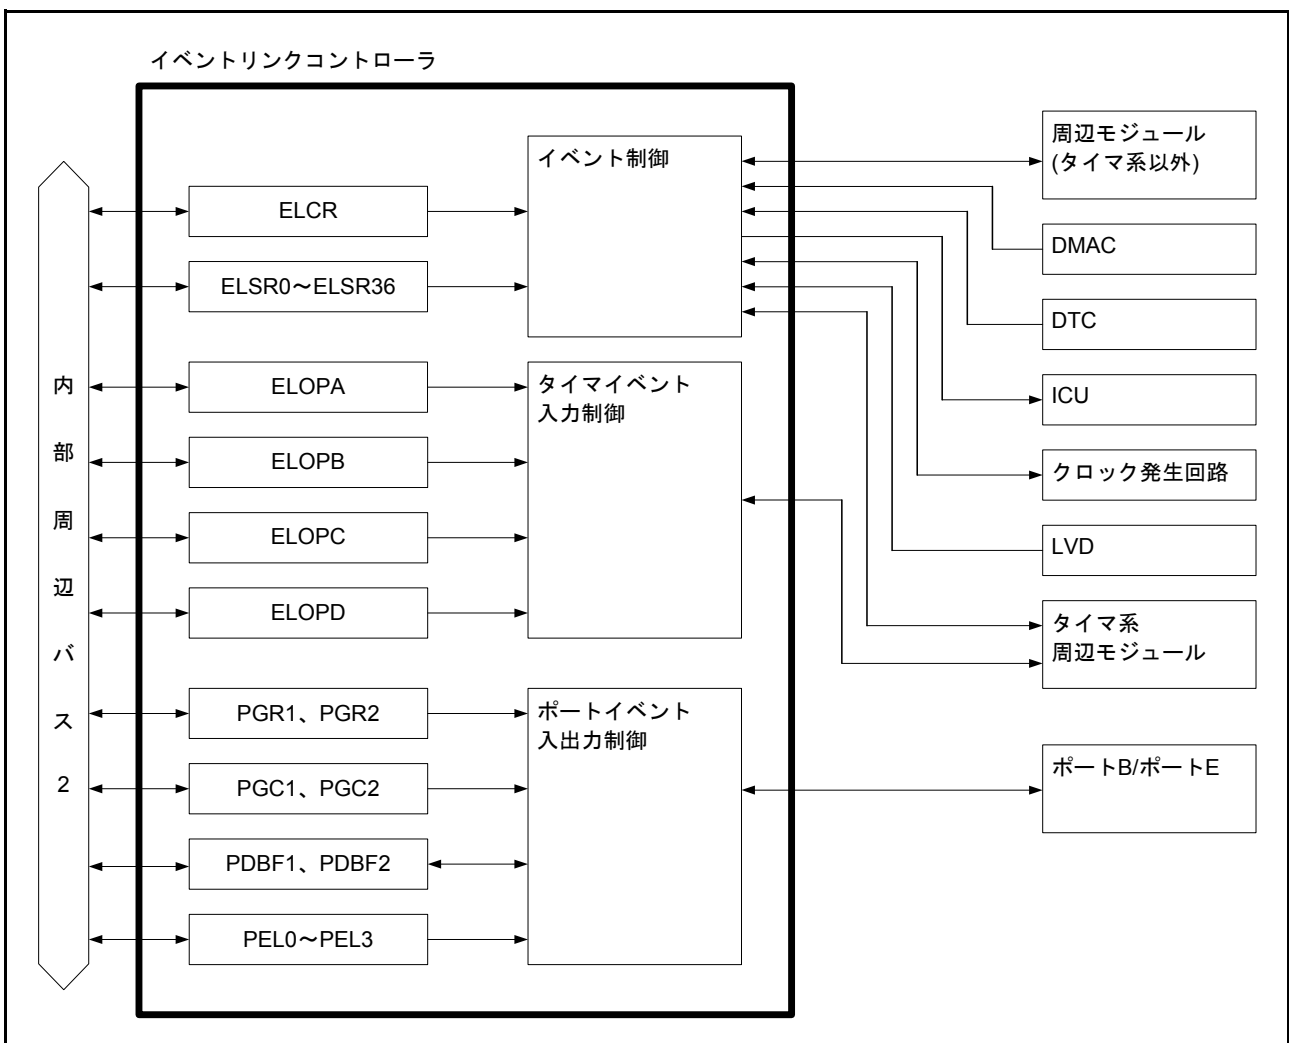 イベントリンクコントローラ
内部周辺バス2
ELCR
ELSR0～ELSR36
ELOPA
ELOPB
ELOPC
ELOPD
PGR1、PGR2
PGC1、PGC2
PDBF1、PDBF2
PEL0～PEL3
イベント制御
タイマイベント
入力制御
ポートイベント
入出力制御
周辺モジュール
(タイマ系以外)
DMAC
DTC
ICU
クロック発生回路
LVD
タイマ系
周辺モジュール
ポートB/ポートE